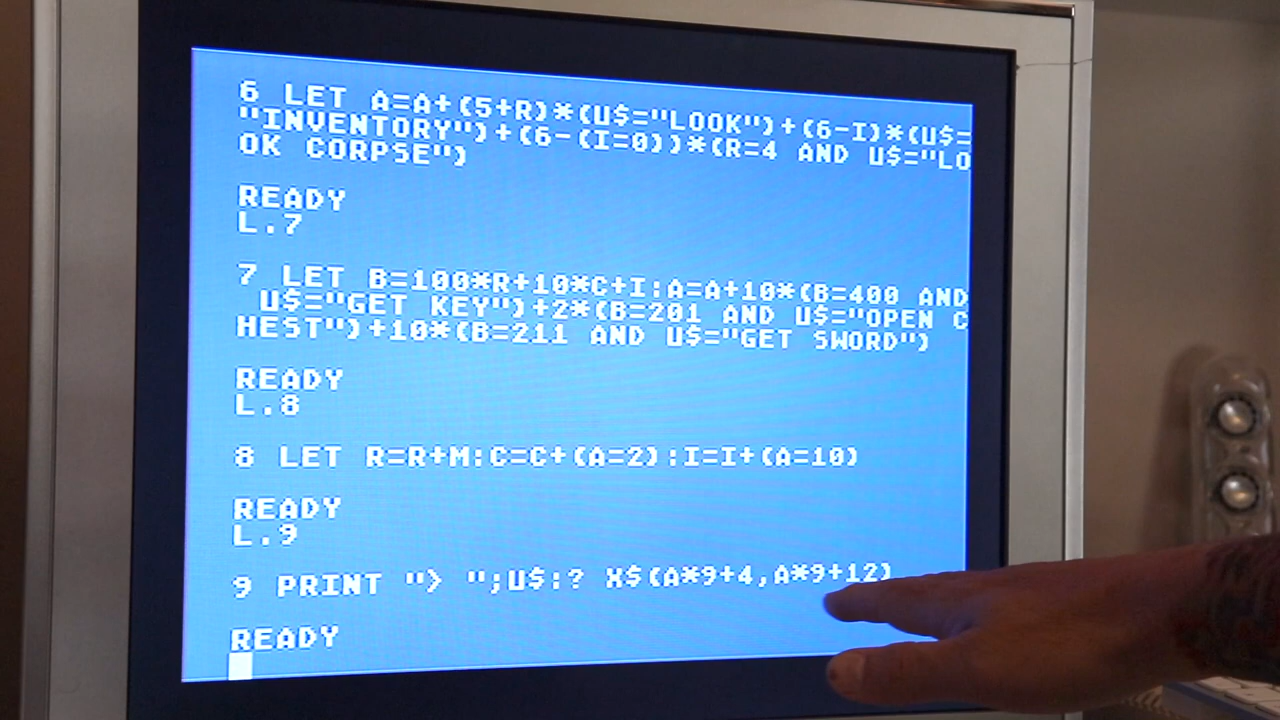 6 LET A=A+(5+R)*(U$="LOOK")+(6-I)*(U$=
"INVENTORY")+(6-(I=0))*(R=4 AND U$="LO
OK CORPSE")
READY
L.7
7 LET B=100*R+10*C+I:A=A+10*(B=400 AND
U$="GET KEY")+2*(B=201 AND U$="OPEN C
HEST")+10*(B=211 AND U$="GET SWORD")
READY
L.8
8 LET R=R+M:C=C+(A=2):I=I+(A=10)
READY
L.9
9 PRINT "> ";U$:? X$(A*9+4,A*9+12)
READY